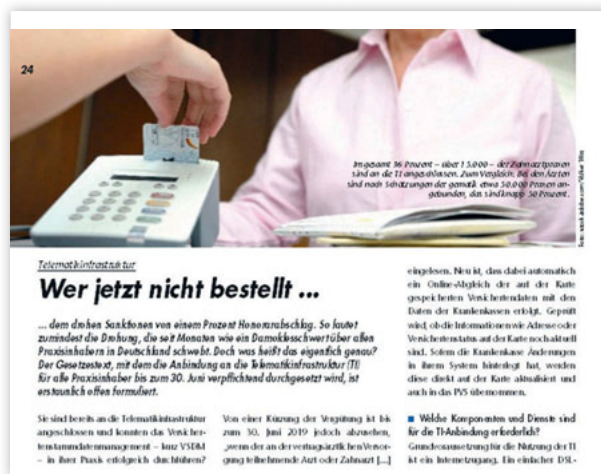 24
Insgesamt 36 Prozent – über 15.000 – der Zahnarztpraxen
sind an die TI angeschlossen. Zum Vergleich: Bei den Ärzten
sind nach Schätzungen der gematik etwa 50.000 Praxen an-
gebunden, das sind knapp 50 Prozent.
Telematikinfrastruktur
Wer jetzt nicht bestellt ...
... dem drohen Sanktionen von einem Prozent Honorarabschlag. So lautet
zumindest die Drohung, die seit Monaten wie ein Damoklesschwert über allen
Praxisinhabern in Deutschland schwebt. Doch was heißt das eigentlich genau?
Der Gesetzestext, mit dem die Anbindung an die Telematikinfrastruktur (TI)
für alle Praxisinhaber bis zum 30. Juni verpflichtend durchgesetzt wird, ist
erstaunlich offen formuliert.
Sie sind bereits an die Telematikinfrastruktur
angeschlossen und konnten das Versicher-
tenstammdatenmanagement – kurz VSDM
– in ihrer Praxis erfolgreich durchführen?
Von einer Kürzung der Vergütung ist bis
zum 30. Juni 2019 jedoch abzusehen,
„wenn der an der vertragsärztlichen Versor-
gung teilnehmende Arzt oder Zahnarzt [...]
eingelesen. Neu ist, dass dabei automatisch
ein Online-Abgleich der auf der Karte
gespeicherten Versichertendaten mit den
Daten der Krankenkassen erfolgt. Geprüft
wird, ob die Informationen wie Adresse oder
Versichertenstatus auf der Karte noch aktuell
sind. Sofern die Krankenkasse Änderungen
in ihrem System hinterlegt hat, werden
diese direkt auf der Karte aktualisiert und
auch in das PVS übernommen.
■ Welche Komponenten und Dienste sind
für die TI-Anbindung erforderlich?
Grundvoraussetzung für die Nutzung der TI
ist ein Internetzugang. Ein einfacher DSL-